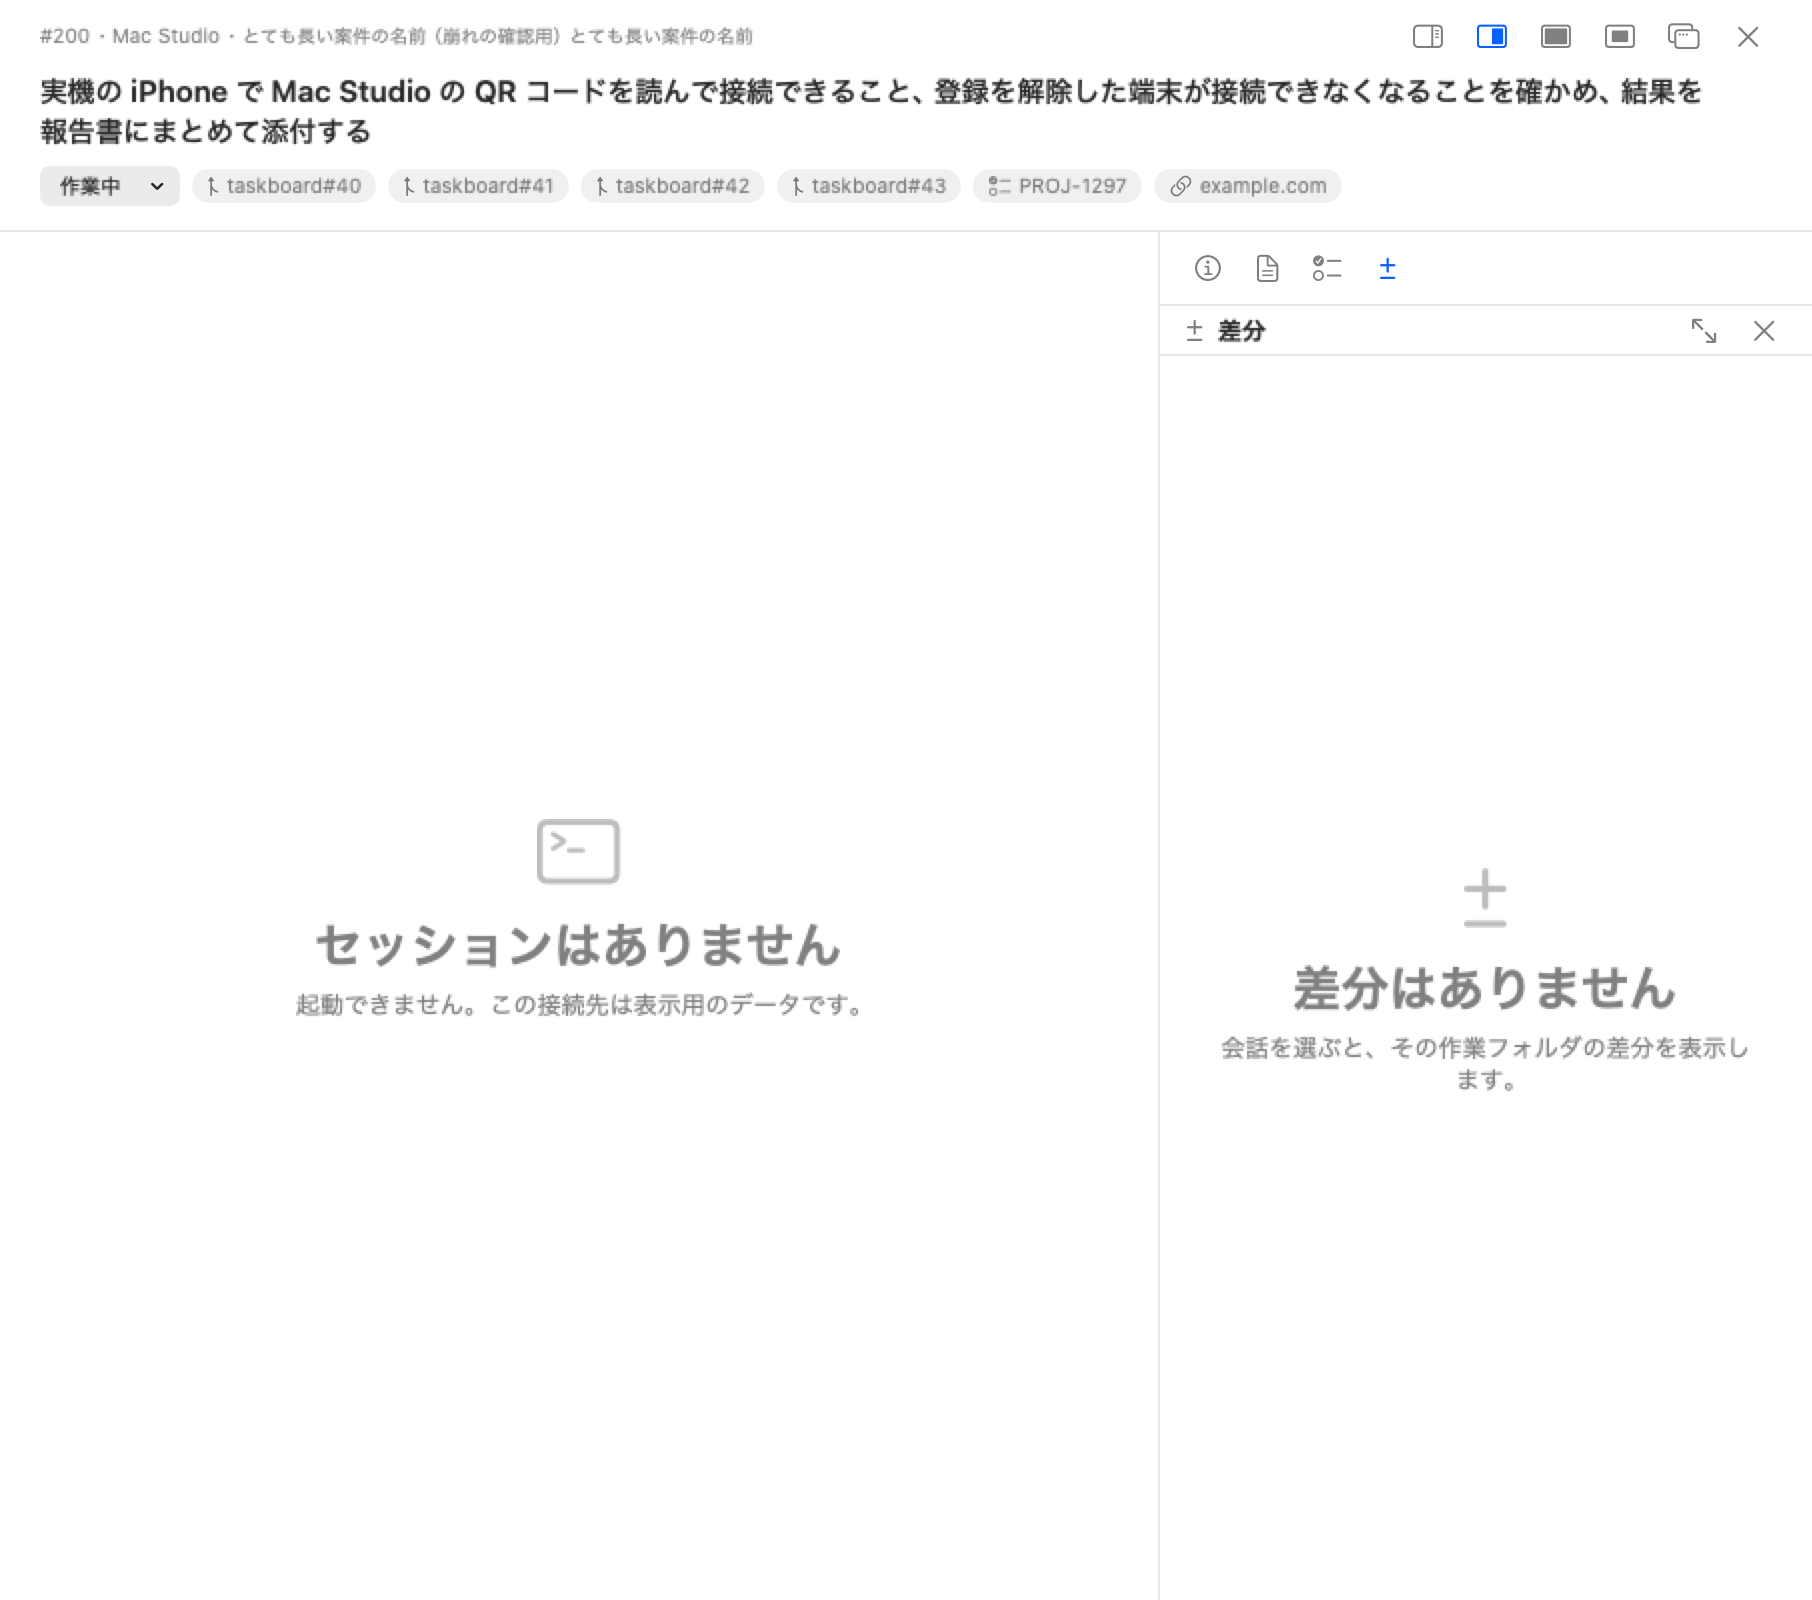 #200・Mac Studio・とても長い案件の名前（崩れの確認用）とても長い案件の名前
実機の iPhone で Mac Studio の QR コードを読んで接続できること、登録を解除した端末が接続できなくなることを確かめ、結果を
報告書にまとめて添付する
作業中 taskboard#40 taskboard#41 taskboard#42 taskboard#43 PROJ-1297 example.com
差分
セッションはありません
起動できません。この接続先は表示用のデータです。
差分はありません
会話を選ぶと、その作業フォルダの差分を表示し
ます。